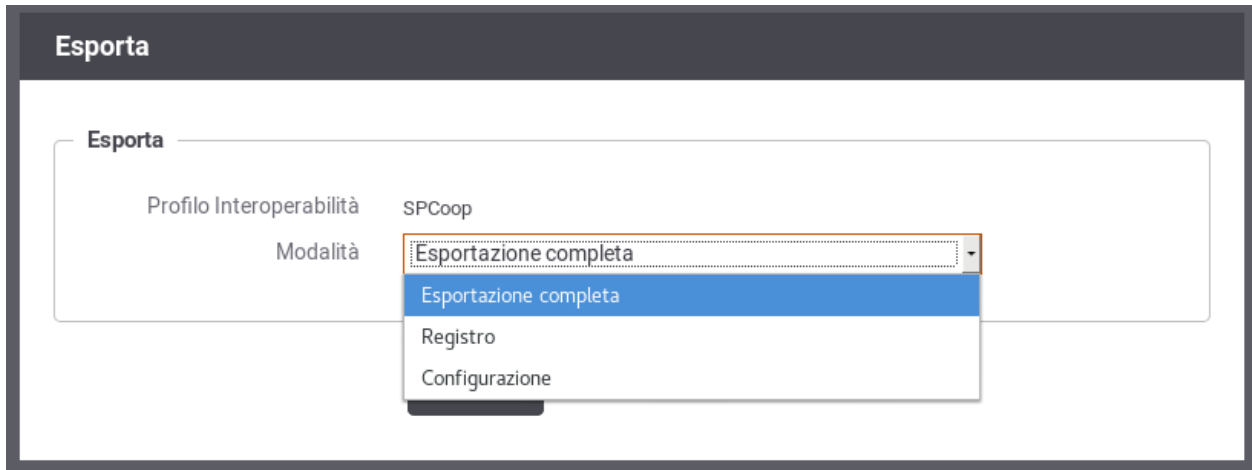 Esporta
Esporta
Profilo Interoperabilità SPCoop
Modalità Esportazione completa
Esportazione completa
Registro
Configurazione